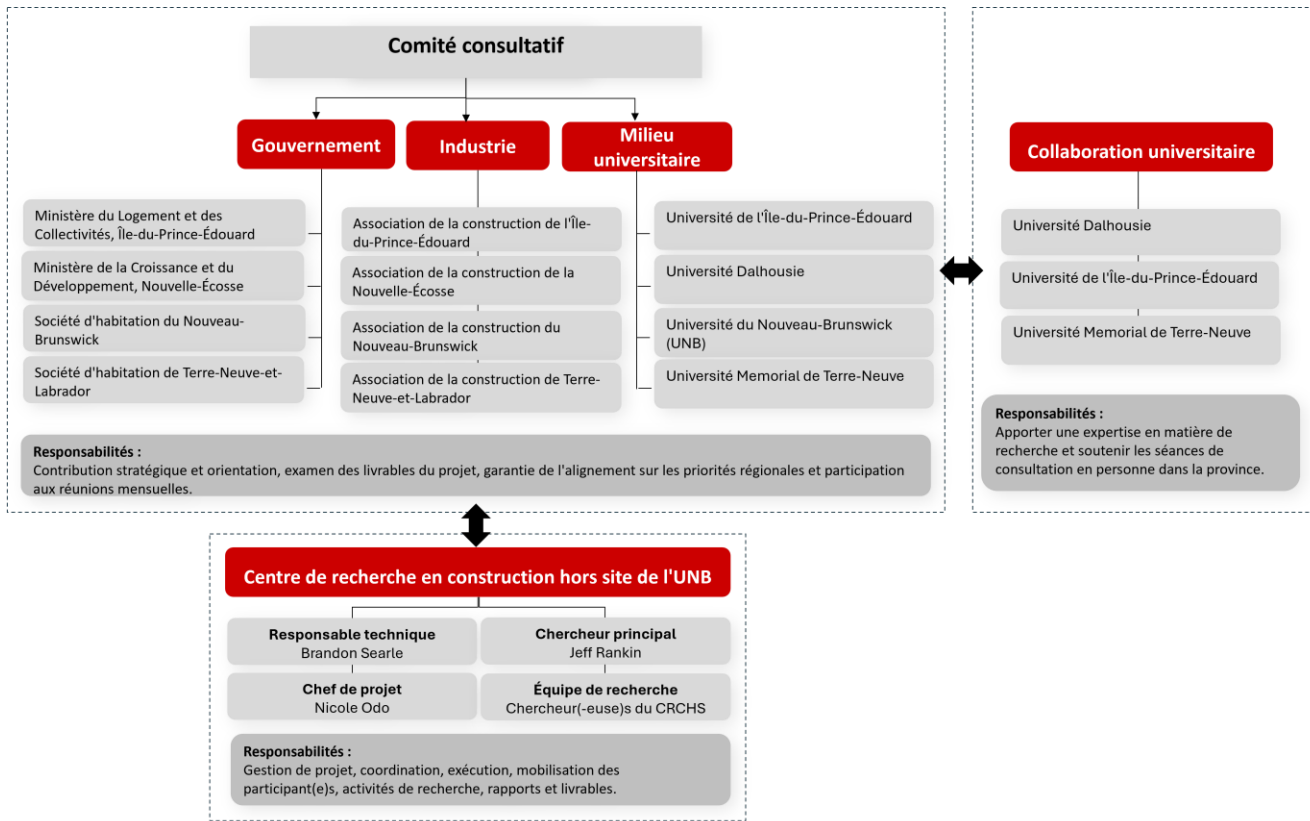 Comité consultatif
Gouvernement
Industrie
Milieu
universitaire
Ministère du Logement et des
Collectivités, Île-du-Prince-Édouard
Ministère de la Croissance et du
Développement, Nouvelle-Écosse
Société d'habitation du Nouveau-
Brunswick
Société d'habitation de Terre-Neuve-et-
Labrador
Association de la construction de l'Île-
du-Prince-Édouard
Association de la construction de la
Nouvelle-Écosse
Association de la construction du
Nouveau-Brunswick
Association de la construction de Terre-
Neuve-et-Labrador
Université de l'Île-du-Prince-Édouard
Université Dalhousie
Université du Nouveau-Brunswick
(UNB)
Université Memorial de Terre-Neuve
Responsabilités :
Contribution stratégique et orientation, examen des livrables du projet, garantie de l'alignement sur les priorités régionales et participation
aux réunions mensuelles.
Collaboration universitaire
Université Dalhousie
Université de l'Île-du-Prince-Édouard
Université Memorial de Terre-Neuve
Responsabilités :
Apporter une expertise en matière de
recherche et soutenir les séances de
consultation en personne dans la province.
Centre de recherche en construction hors site de l'UNB
Responsable technique
Brandon Searle
Chercheur principal
Jeff Rankin
Chef de projet
Nicole Odo
Équipe de recherche
Chercheur(-euse)s du CRCHS
Responsabilités :
Gestion de projet, coordination, exécution, mobilisation des
participant(e)s, activités de recherche, rapports et livrables.